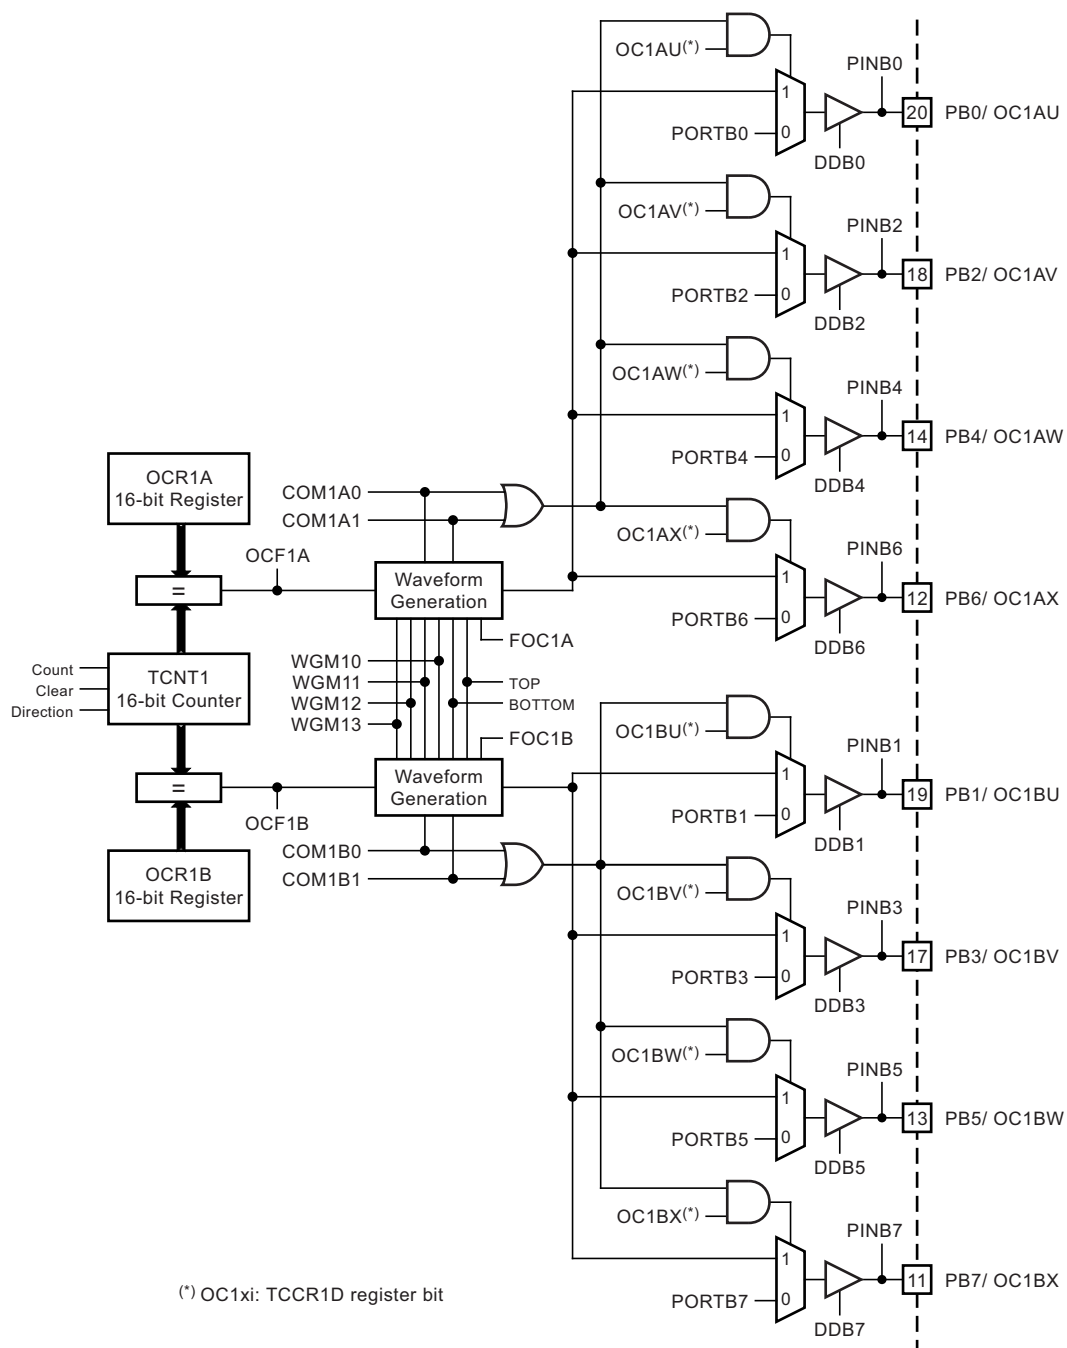 OC1AU(*)
PINB0
1
20
PB0/ OC1AU
PORTB0
0
DDB0
OC1AV(*)
PINB2
1
18
PB2/ OC1AV
PORTB2
0
DDB2
OC1AW(*)
PINB4
1
14
PB4/ OC1AW
PORTB4
0
DDB4
OCR1A
16-bit Register
COM1A0
COM1A1
OC1AX(*)
PINB6
OCF1A
=
Waveform
Generation
1
12
PB6/ OC1AX
PORTB6
0
DDB6
FOC1A
WGM10
WGM11
WGM12
WGM13
TOP
BOTTOM
Count
Clear
Direction
TCNT1
16-bit Counter
FOC1B
OC1BU(*)
PINB1
=
Waveform
Generation
1
19
PB1/ OC1BU
OCF1B
PORTB1
0
DDB1
COM1B0
COM1B1
OCR1B
16-bit Register
OC1BV(*)
PINB3
1
17
PB3/ OC1BV
PORTB3
0
DDB3
OC1BW(*)
PINB5
1
13
PB5/ OC1BW
PORTB5
0
DDB5
OC1BX(*)
PINB7
1
11
PB7/ OC1BX
PORTB7
0
DDB7
(*) OC1xi: TCCR1D register bit